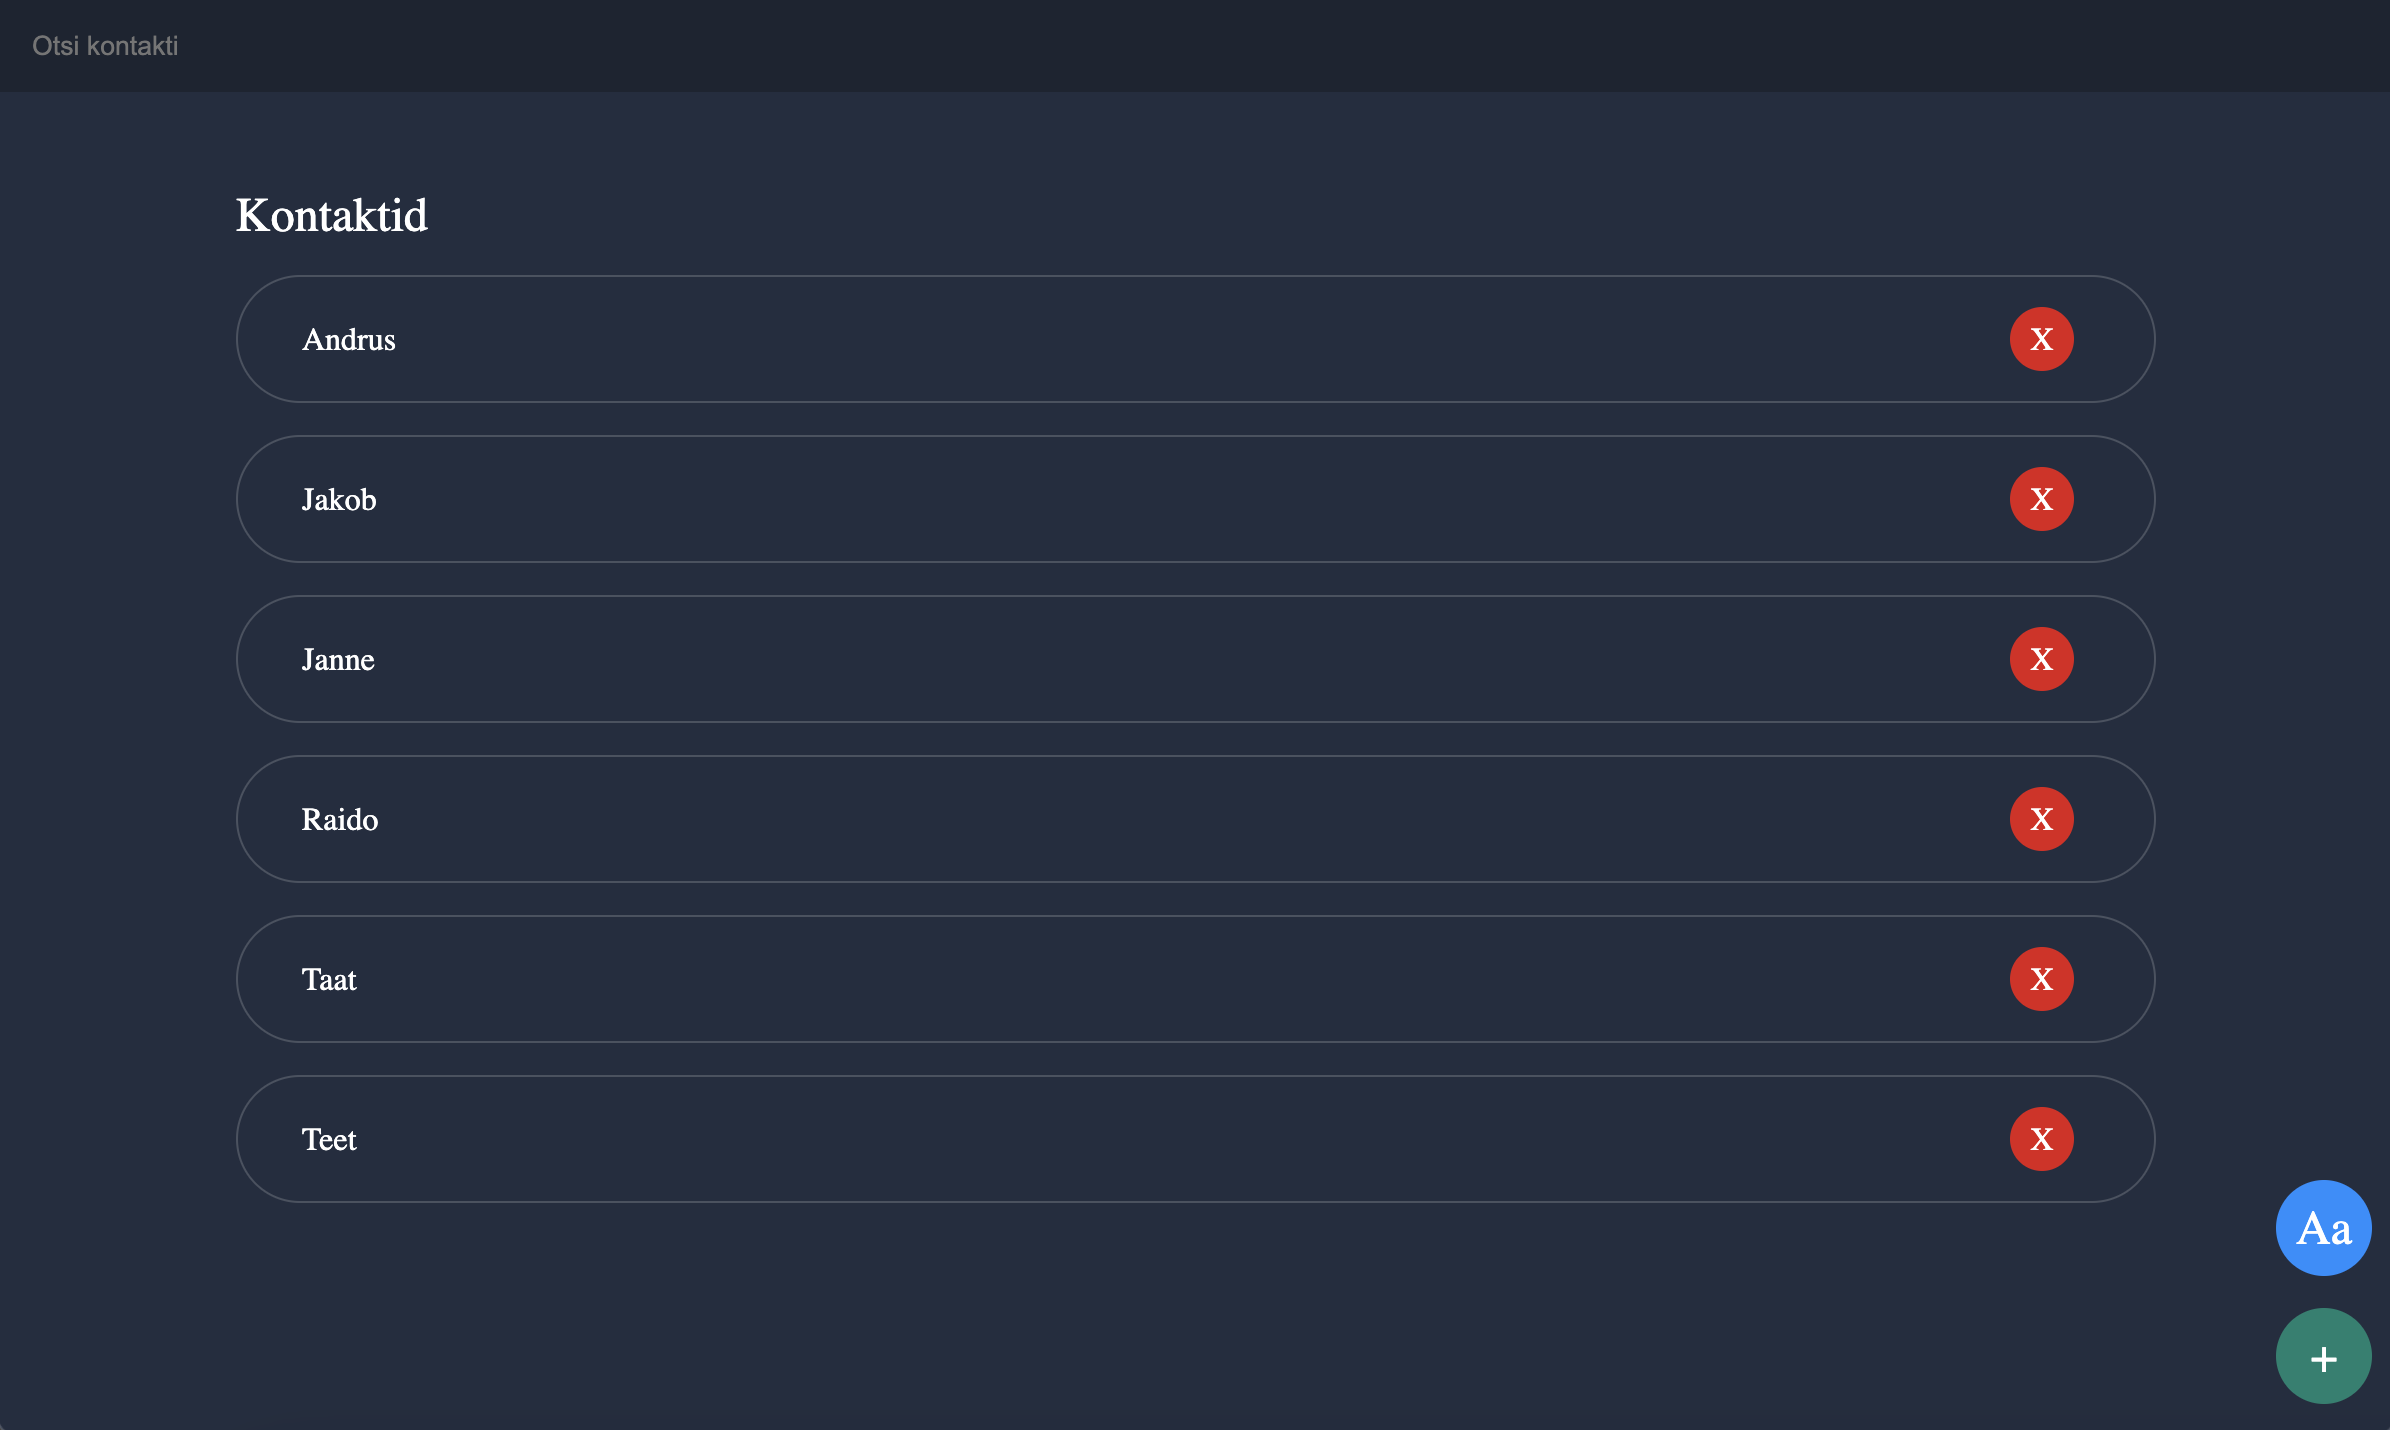 Otsi kontakti
Kontaktid
Andrus
X
Jakob
X
Janne
X
Raido
X
Taat
X
Teet
X
Aa
+